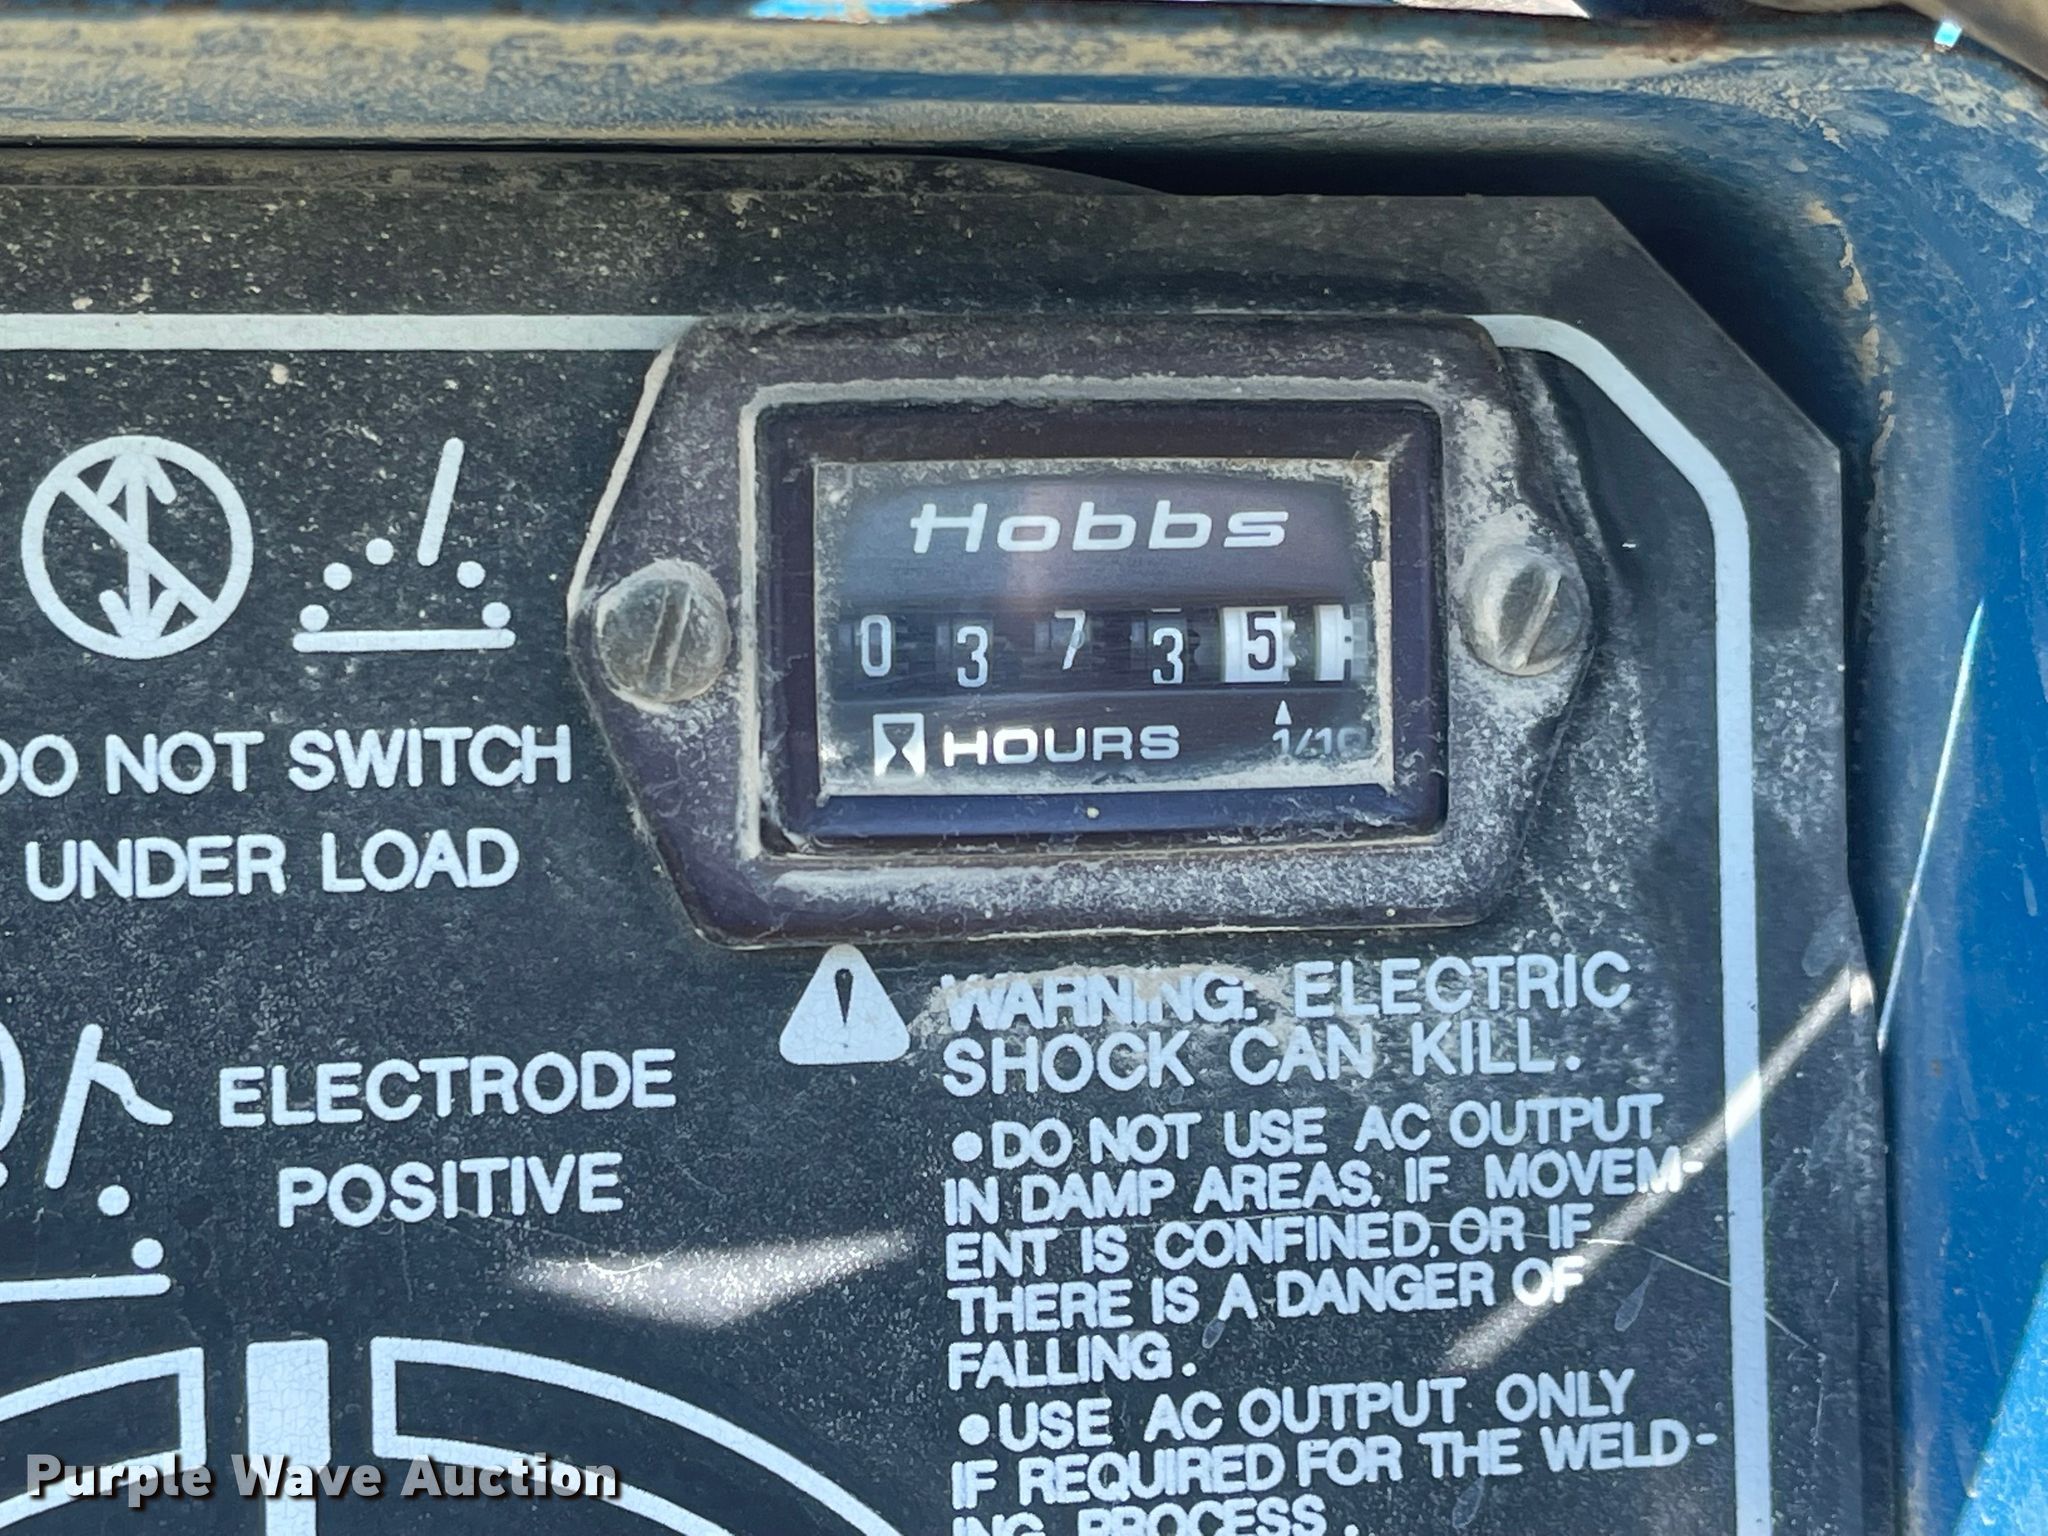 Hobbs
0 3 7 3 5
HOURS 1/10
DO NOT SWITCH
UNDER LOAD
ELECTRODE
POSITIVE
WARNING. ELECTRIC
SHOCK CAN KILL.
●DO NOT USE AC OUTPUT
IN DAMP AREAS. IF MOVEM-
ENT IS CONFINED. OR IF
THERE IS A DANGER OF
FALLING.
●USE AC OUTPUT ONLY
IF REQUIRED FOR THE WELD-
ING PROCESS.
Purple Wave Auction